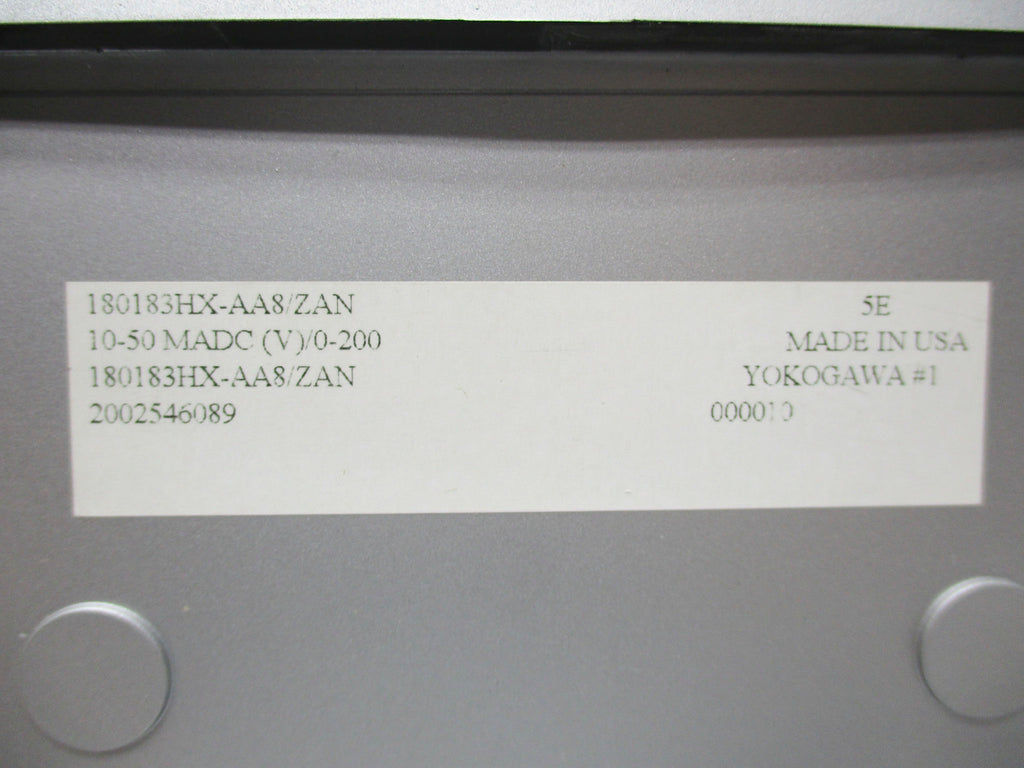 180183HX-AA8/ZAN 5E
10-50 MADC (V)/0-200 MADE IN USA
180183HX-AA8/ZAN YOKOGAWA #1
2002546089 000010